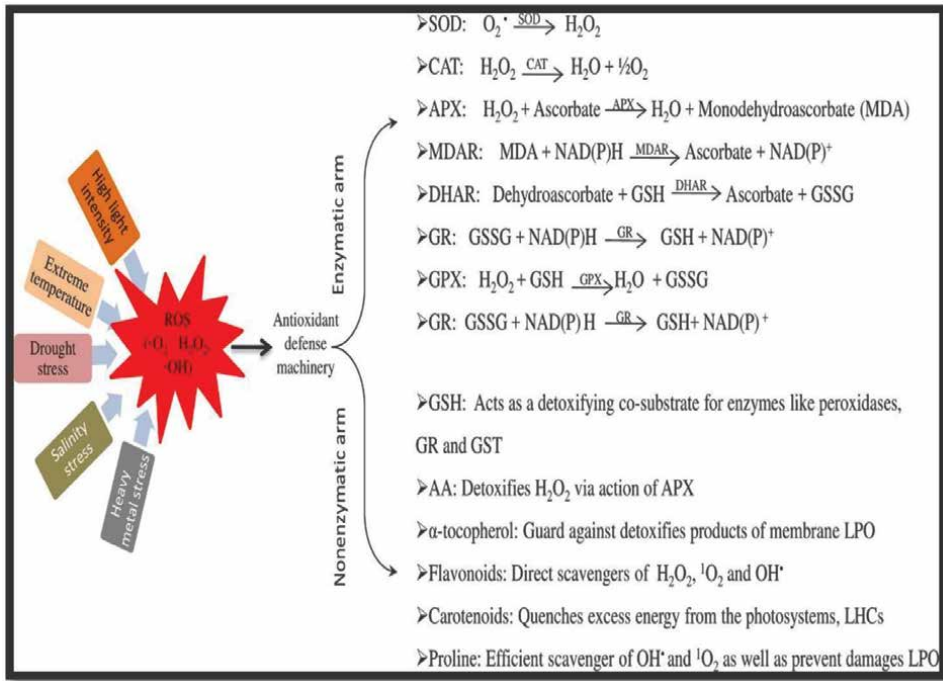 ➢SOD: O₂• SOD→ H₂O₂
➢CAT: H₂O₂ CAT→ H₂O + ½O₂
➢APX: H₂O₂ + Ascorbate APX→ H₂O + Monodehydroascorbate (MDA)
➢MDAR: MDA + NAD(P)H MDAR→ Ascorbate + NAD(P)⁺
➢DHAR: Dehydroascorbate + GSH DHAR→ Ascorbate + GSSG
➢GR: GSSG + NAD(P)H GR→ GSH + NAD(P)⁺
➢GPX: H₂O₂ + GSH GPX→ H₂O + GSSG
➢GR: GSSG + NAD(P) H GR→ GSH+ NAD(P) ⁺
Enzymatic arm
High light
intensity
Extreme
temperature
Drought
stress
Salinity
stress
Heavy
metal stress
ROS
(•O₂ H₂O₂
•OH)
Antioxidant
defense
machinery
Nonenzymatic arm
➢GSH: Acts as a detoxifying co-substrate for enzymes like peroxidases,
GR and GST
➢AA: Detoxifies H₂O₂ via action of APX
➢α-tocopherol: Guard against detoxifies products of membrane LPO
➢Flavonoids: Direct scavengers of H₂O₂, ¹O₂ and OH•
➢Carotenoids: Quenches excess energy from the photosystems, LHCs
➢Proline: Efficient scavenger of OH• and ¹O₂ as well as prevent damages LPO